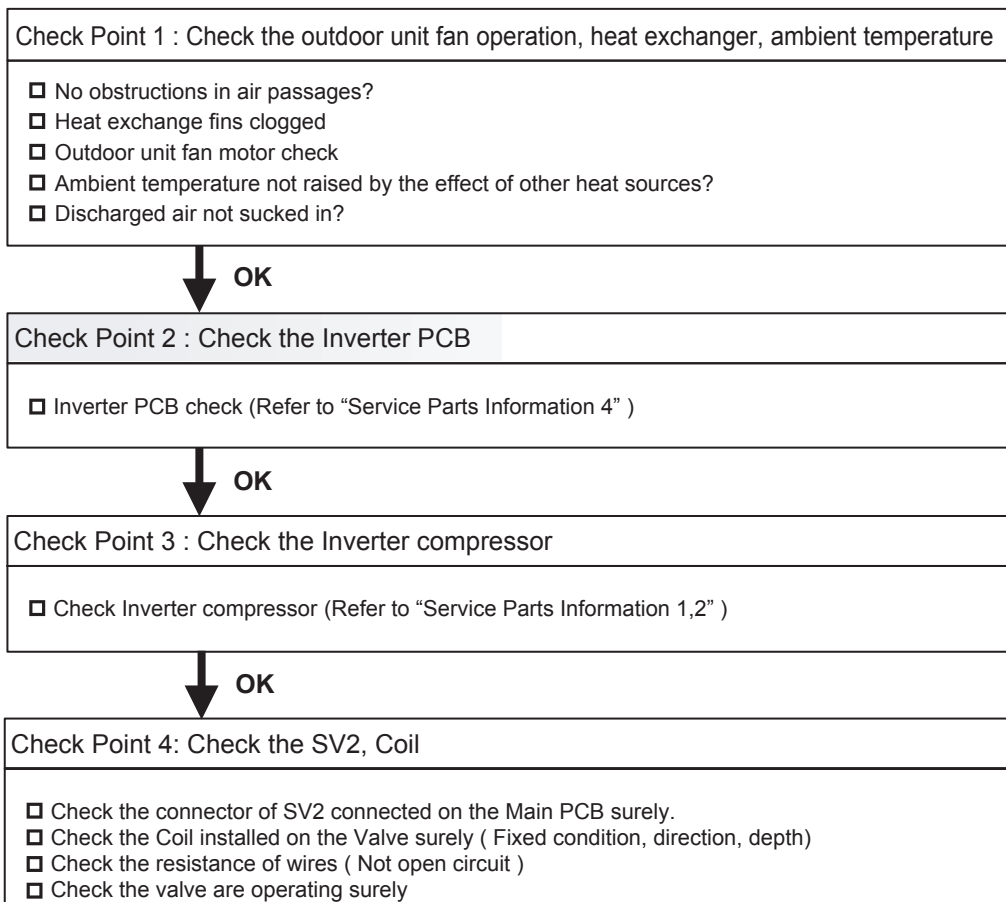 Check Point 1 : Check the outdoor unit fan operation, heat exchanger, ambient temperature
No obstructions in air passages?
Heat exchange fins clogged
Outdoor unit fan motor check
Ambient temperature not raised by the effect of other heat sources?
Discharged air not sucked in?
OK
Check Point 2 : Check the Inverter PCB
Inverter PCB check (Refer to “Service Parts Information 4” )
OK
Check Point 3 : Check the Inverter compressor
Check Inverter compressor (Refer to “Service Parts Information 1,2” )
OK
Check Point 4: Check the SV2, Coil
Check the connector of SV2 connected on the Main PCB surely.
Check the Coil installed on the Valve surely ( Fixed condition, direction, depth)
Check the resistance of wires ( Not open circuit )
Check the valve are operating surely